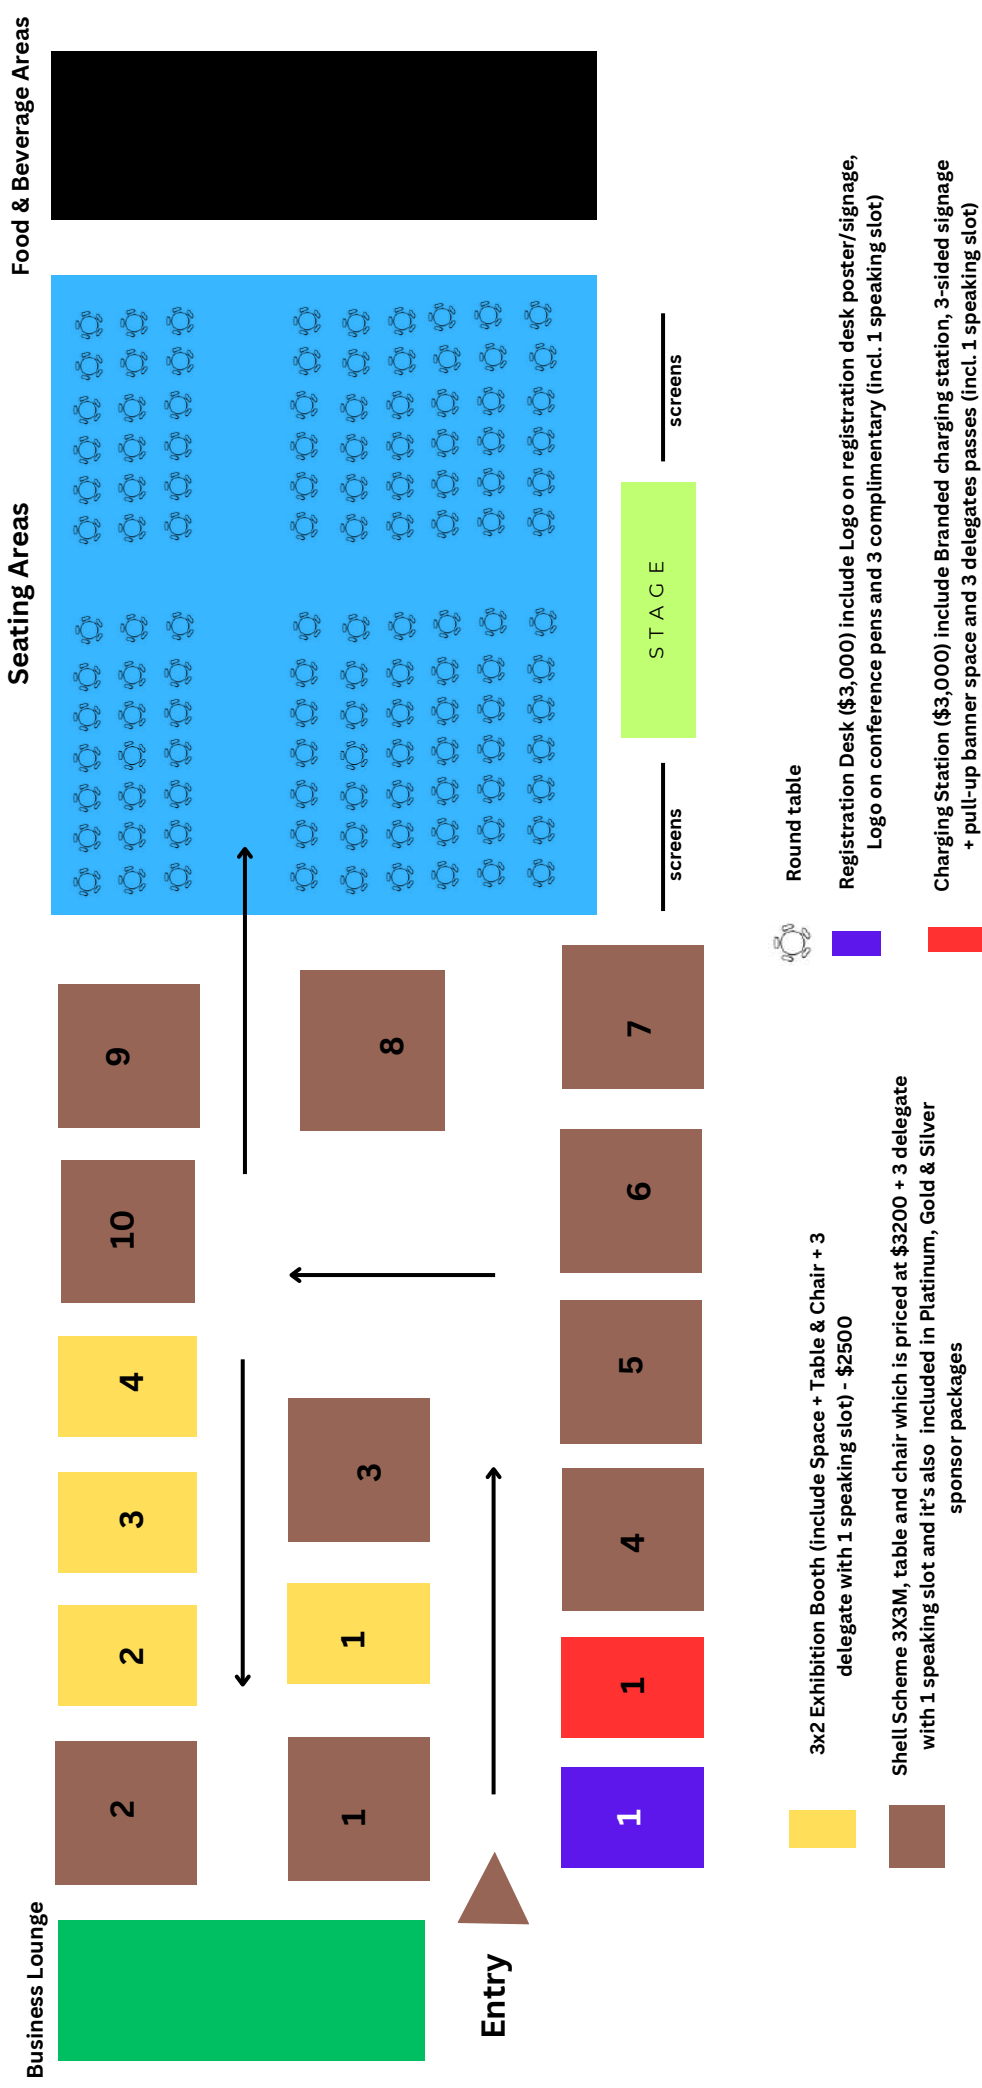 Business Lounge
Seating Areas
Food & Beverage Areas
2
2
3
4
10
9
1
1
3
8
Entry
1
1
4
5
6
7
screens
STAGE
screens
3x2 Exhibition Booth (include Space + Table & Chair + 3
delegate with 1 speaking slot) - $2500
Shell Scheme 3X3M, table and chair which is priced at $3200 + 3 delegate
with 1 speaking slot and it's also included in Platinum, Gold & Silver
sponsor packages
Round table
Registration Desk ($3,000) include Logo on registration desk poster/signage,
Logo on conference pens and 3 complimentary (incl. 1 speaking slot)
Charging Station ($3,000) include Branded charging station, 3-sided signage
+ pull-up banner space and 3 delegates passes (incl. 1 speaking slot)